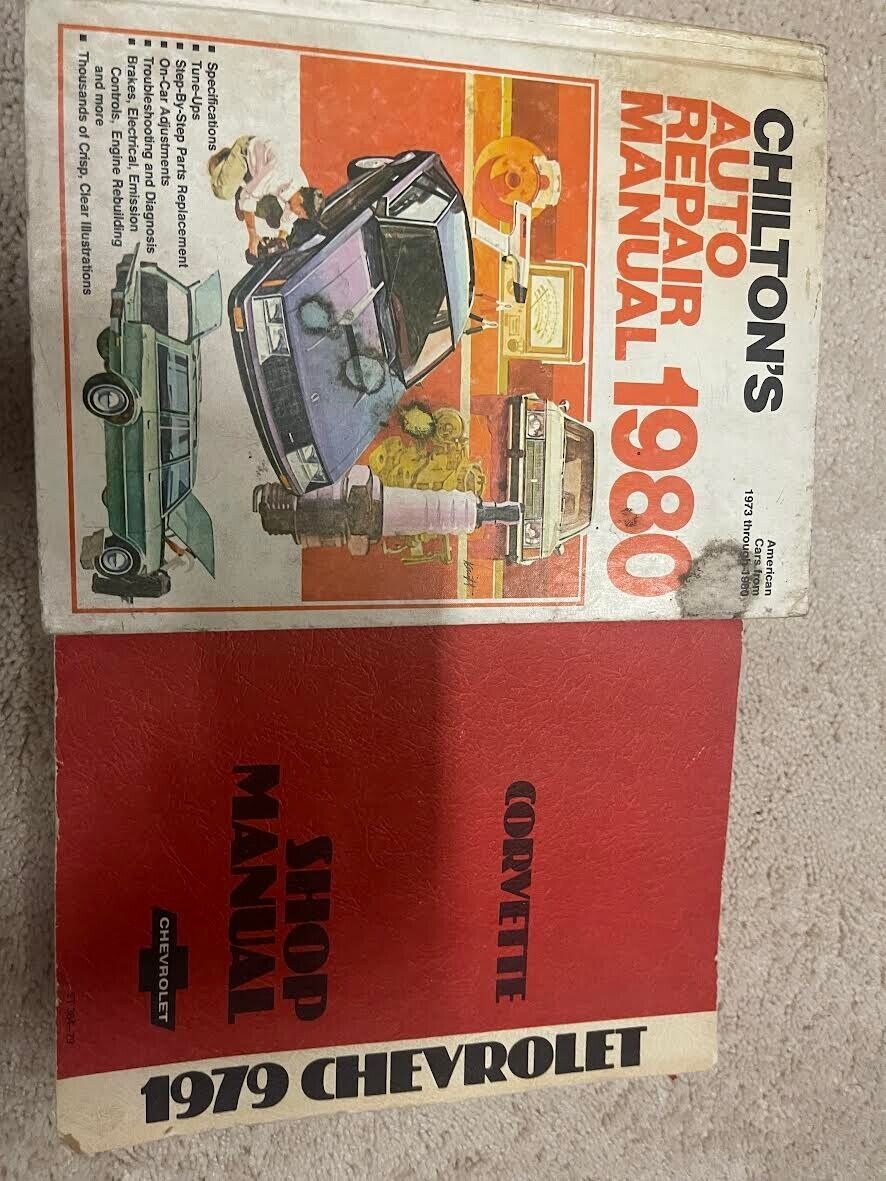 CHILTON'S
AUTO
REPAIR
MANUAL 1980
American
Cars from
1973 through 1980
■ Specifications
■ Tune-Ups
■ Step-By-Step Parts Replacement
■ On-Car Adjustments
■ Troubleshooting and Diagnosis
■ Brakes, Electrical, Emission
Controls, Engine Rebuilding
and more
■ Thousands of Crisp, Clear Illustrations
1979 CHEVROLET
CORVETTE
SHOP
MANUAL
CHEVROLET